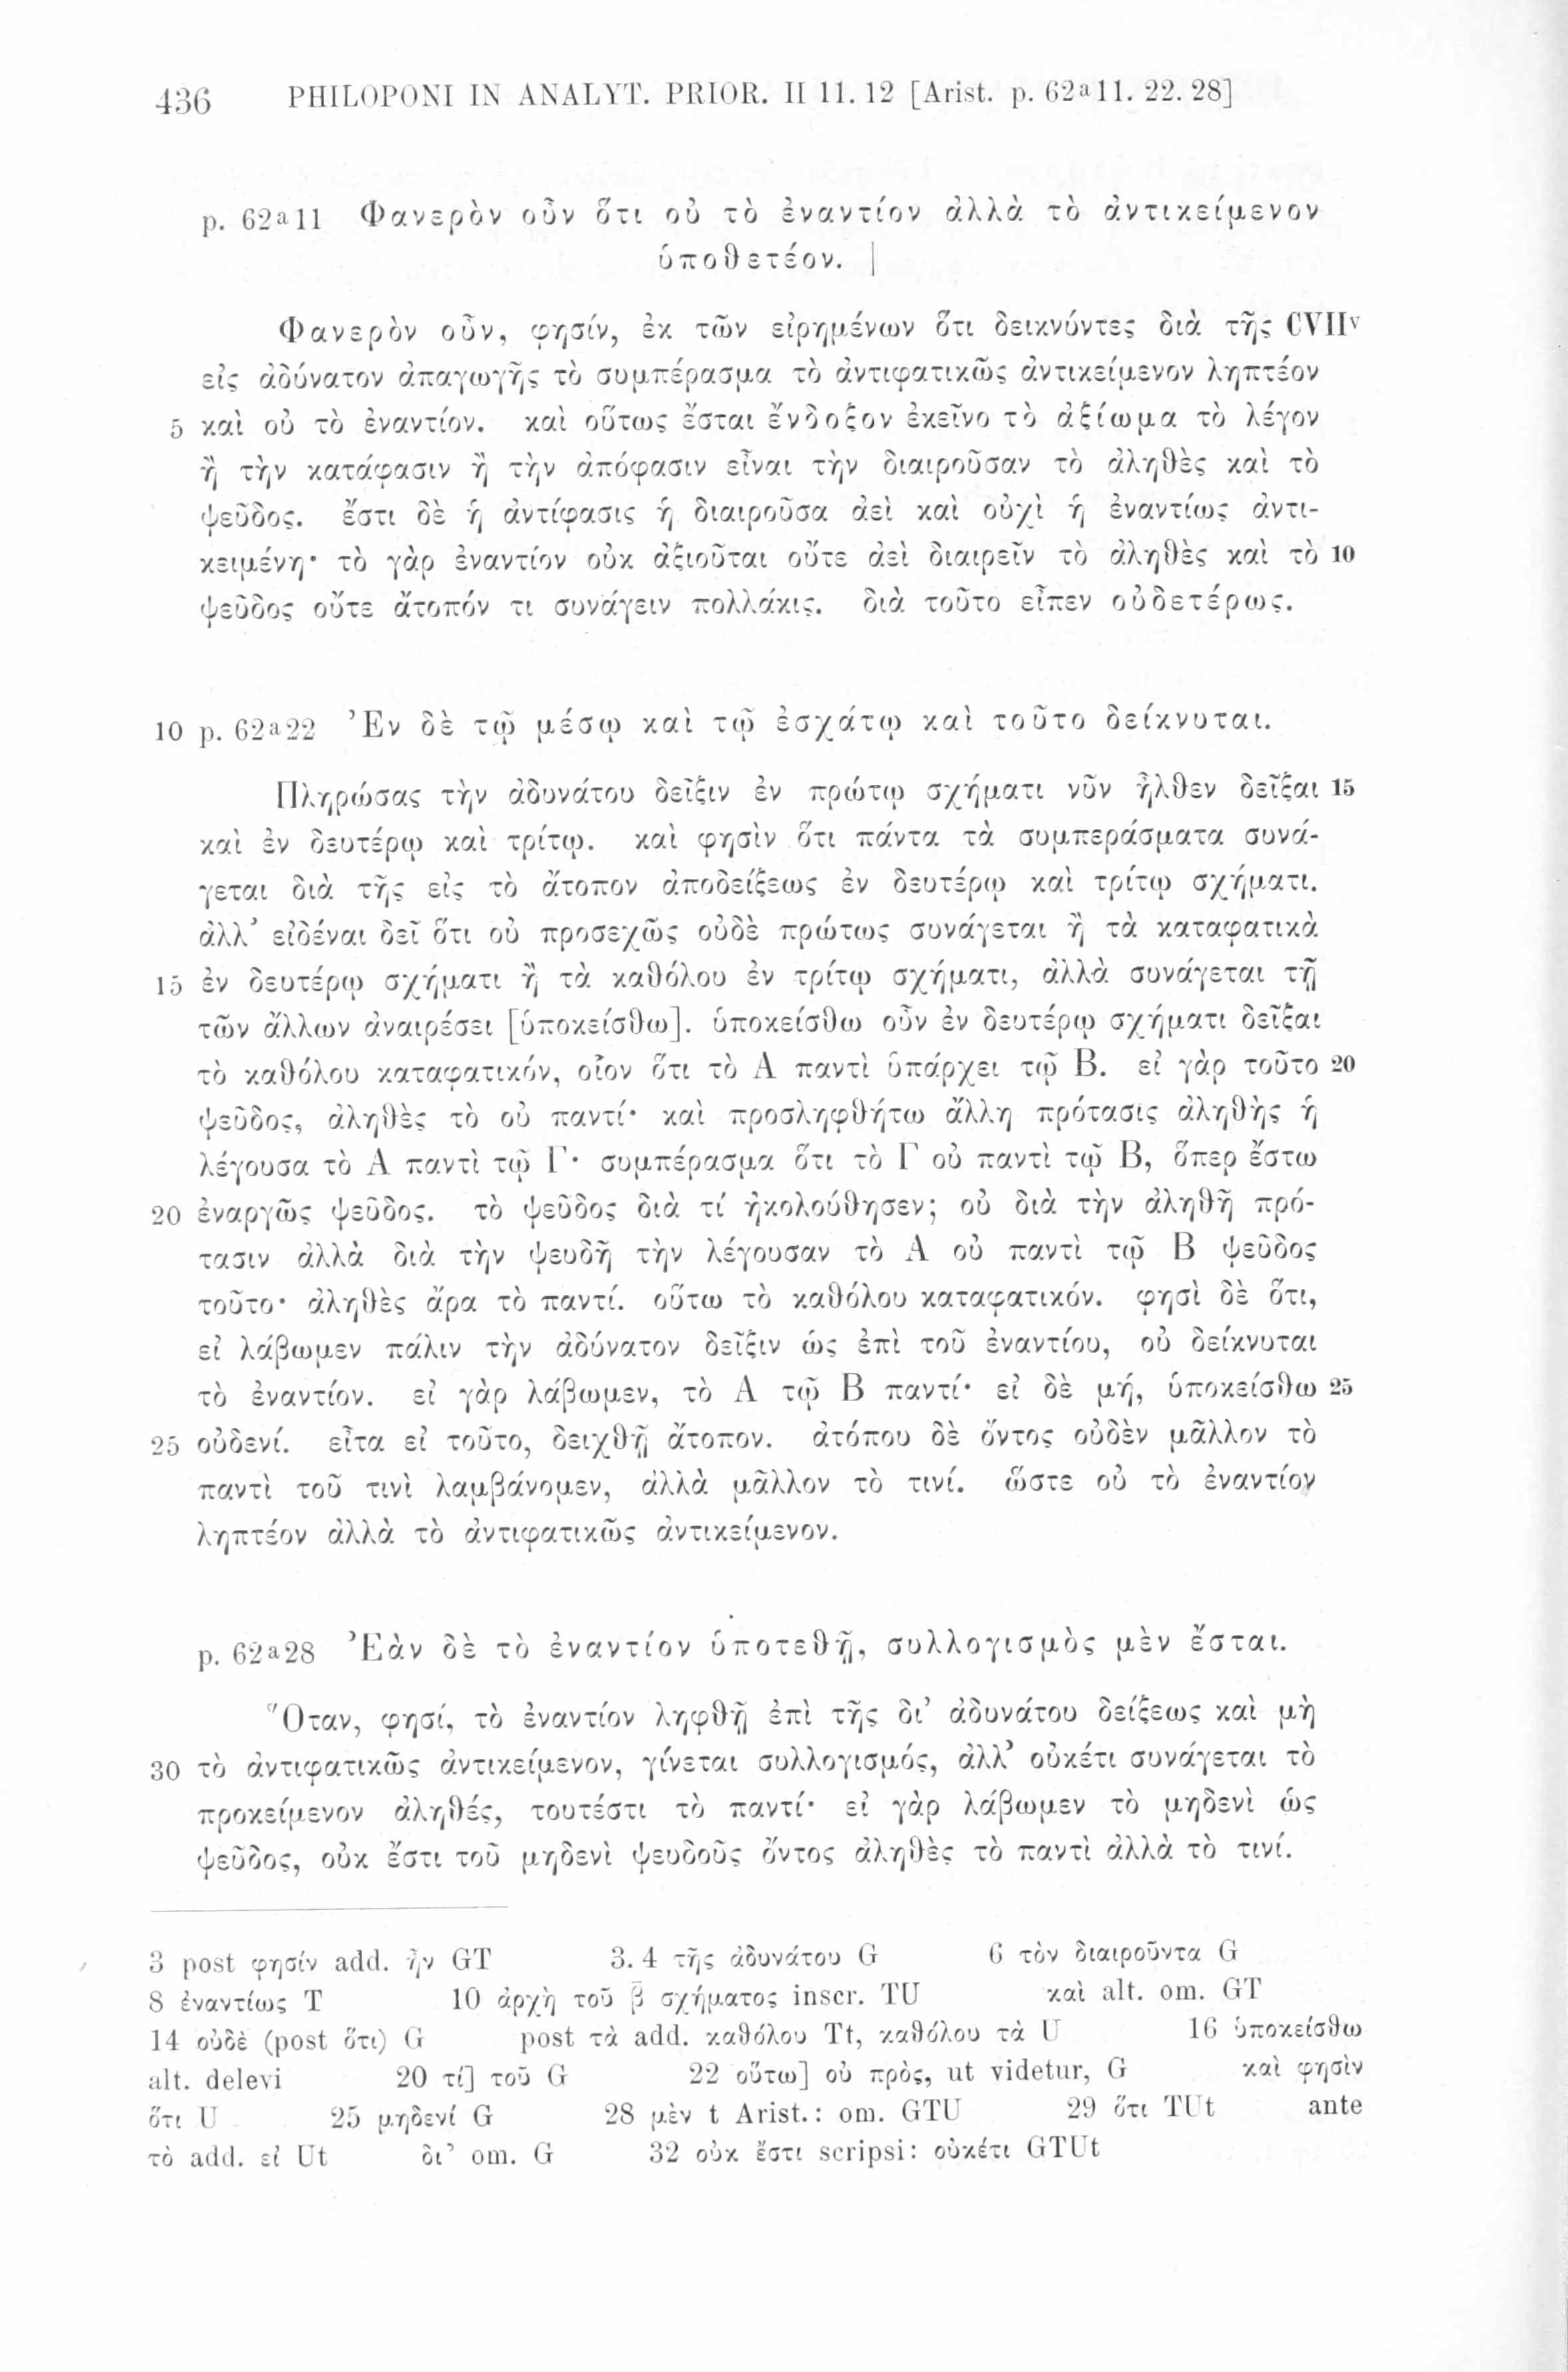 436 PHILOPONI IN ANALYT. PRIOR. II 11. 12 [Arist. p. 62a11. 22. 28]
p. 62a11 Φανερὸν οὖν ὅτι οὐ τὸ ἐναντίον ἀλλὰ τὸ ἀντικείμενον
ὑποθετέον. |
Φανερὸν οὖν, φησίν, ἐκ τῶν εἰρημένων ὅτι δεικνύντες διὰ τῆς CVIIv
εἰς ἀδύνατον ἀπαγωγῆς τὸ συμπέρασμα τὸ ἀντιφατικῶς ἀντικείμενον ληπτέον
5 καὶ οὐ τὸ ἐναντίον. καὶ οὕτως ἔσται ἔνδοξον ἐκεῖνο τὸ ἀξίωμα τὸ λέγον
ἢ τὴν κατάφασιν ἢ τὴν ἀπόφασιν εἶναι τὴν διαιροῦσαν τὸ ἀληθὲς καὶ τὸ
ψεῦδος. ἔστι δὲ ἡ ἀντίφασις ἡ διαιροῦσα ἀεὶ καὶ οὐχὶ ἡ ἐναντίως ἀντι-
κειμένη· τὸ γὰρ ἐναντίον οὐκ ἀξιοῦται οὔτε ἀεὶ διαιρεῖν τὸ ἀληθὲς καὶ τὸ 10
ψεῦδος οὔτε ἄτοπόν τι συνάγειν πολλάκις. διὰ τοῦτο εἶπεν οὐδετέρως.
10 p. 62a22 Ἐν δὲ τῷ μέσῳ καὶ τῷ ἐσχάτῳ καὶ τοῦτο δείκνυται.
Πληρώσας τὴν ἀδυνάτου δεῖξιν ἐν πρώτῳ σχήματι νῦν ἦλθεν δεῖξαι 15
καὶ ἐν δευτέρῳ καὶ τρίτῳ. καὶ φησὶν ὅτι πάντα τὰ συμπεράσματα συνά-
γεται διὰ τῆς εἰς τὸ ἄτοπον ἀποδείξεως ἐν δευτέρῳ καὶ τρίτῳ σχήματι.
ἀλλ’ εἰδέναι δεῖ ὅτι οὐ προσεχῶς οὐδὲ πρώτως συνάγεται ἢ τὰ καταφατικὰ
15 ἐν δευτέρῳ σχήματι ἢ τὰ καθόλου ἐν τρίτῳ σχήματι, ἀλλὰ συνάγεται τῇ
τῶν ἄλλων ἀναιρέσει [ὑποκείσθω]. ὑποκείσθω οὖν ἐν δευτέρῳ σχήματι δεῖξαι
τὸ καθόλου καταφατικόν, οἷον ὅτι τὸ Α παντὶ ὑπάρχει τῷ Β. εἰ γὰρ τοῦτο 20
ψεῦδος, ἀληθὲς τὸ οὐ παντί· καὶ προσληφθήτω ἄλλη πρότασις ἀληθὴς ἡ
λέγουσα τὸ Α παντὶ τῷ Γ· συμπέρασμα ὅτι τὸ Γ οὐ παντὶ τῷ Β, ὅπερ ἔστω
20 ἐναργῶς ψεῦδος. τὸ ψεῦδος διὰ τί ἠκολούθησεν; οὐ διὰ τὴν ἀληθῆ πρό-
τασιν ἀλλὰ διὰ τὴν ψευδῆ τὴν λέγουσαν τὸ Α οὐ παντὶ τῷ Β ψεῦδος
τοῦτο· ἀληθὲς ἄρα τὸ παντί. οὕτω τὸ καθόλου καταφατικόν. φησὶ δὲ ὅτι,
εἰ λάβωμεν πάλιν τὴν ἀδύνατον δεῖξιν ὡς ἐπὶ τοῦ ἐναντίου, οὐ δείκνυται
τὸ ἐναντίον. εἰ γὰρ λάβωμεν, τὸ Α τῷ Β παντί· εἰ δὲ μή, ὑποκείσθω 25
25 οὐδενί. εἶτα εἰ τοῦτο, δειχθῇ ἄτοπον. ἀτόπου δὲ ὄντος οὐδὲν μᾶλλον τὸ
παντὶ τοῦ τινὶ λαμβάνομεν, ἀλλὰ μᾶλλον τὸ τινί. ὥστε οὐ τὸ ἐναντίον
ληπτέον ἀλλὰ τὸ ἀντιφατικῶς ἀντικείμενον.
p. 62a28 Ἐὰν δὲ τὸ ἐναντίον ὑποτεθῇ, συλλογισμὸς μὲν ἔσται.
Ὅταν, φησί, τὸ ἐναντίον ληφθῇ ἐπὶ τῆς δι’ ἀδυνάτου δείξεως καὶ μὴ
30 τὸ ἀντιφατικῶς ἀντικείμενον, γίνεται συλλογισμός, ἀλλ’ οὐκέτι συνάγεται τὸ
προκείμενον ἀληθές, τουτέστι τὸ παντί· εἰ γὰρ λάβωμεν τὸ μηδενὶ ὡς
ψεῦδος, οὐκ ἔστι τοῦ μηδενὶ ψευδοῦς ὄντος ἀληθὲς τὸ παντὶ ἀλλὰ τὸ τινί.
3 post φησίν add. ἦν GT 3. 4 τῆς ἀδυνάτου G 6 τὸν διαιροῦντα G
8 ἐναντίως T 10 ἀρχὴ τοῦ β̄ σχήματος inscr. TU καὶ alt. om. GT
14 οὐδὲ (post ὅτι) G post τὰ add. καθόλου Tt, καθόλου τὰ U 16 ὑποκείσθω
alt. delevi 20 τί] τοῦ G 22 οὕτω] οὐ πρὸς, ut videtur, G καὶ φησὶν
ὅτι U 25 μηδενί G 28 μὲν t Arist.: om. GTU 29 ὅτι TUt ante
τὸ add. εἰ Ut δι’ om. G 32 οὐκ ἔστι scripsi: οὐκέτι GTUt